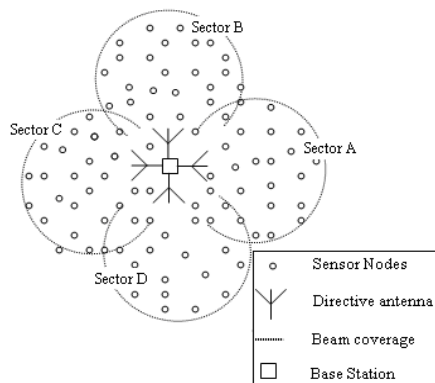 Sector B
Sector C
Sector A
Sector D
Sensor Nodes
Directive antenna
Beam coverage
Base Station